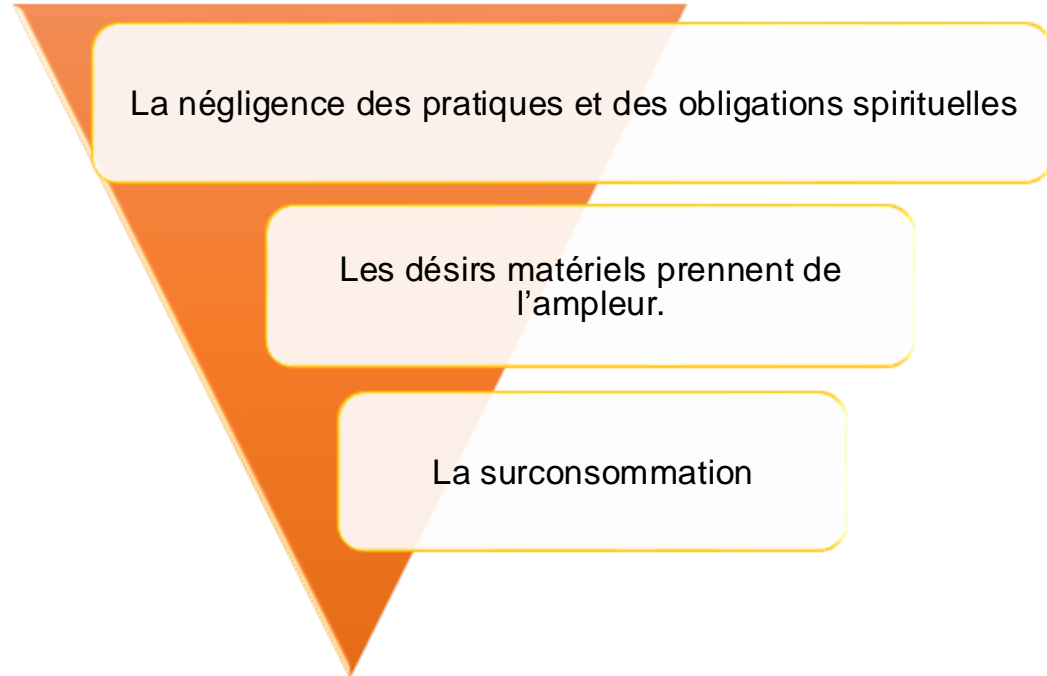 La négligence des pratiques et des obligations spirituelles
Les désirs matériels prennent de
l’ampleur.
La surconsommation